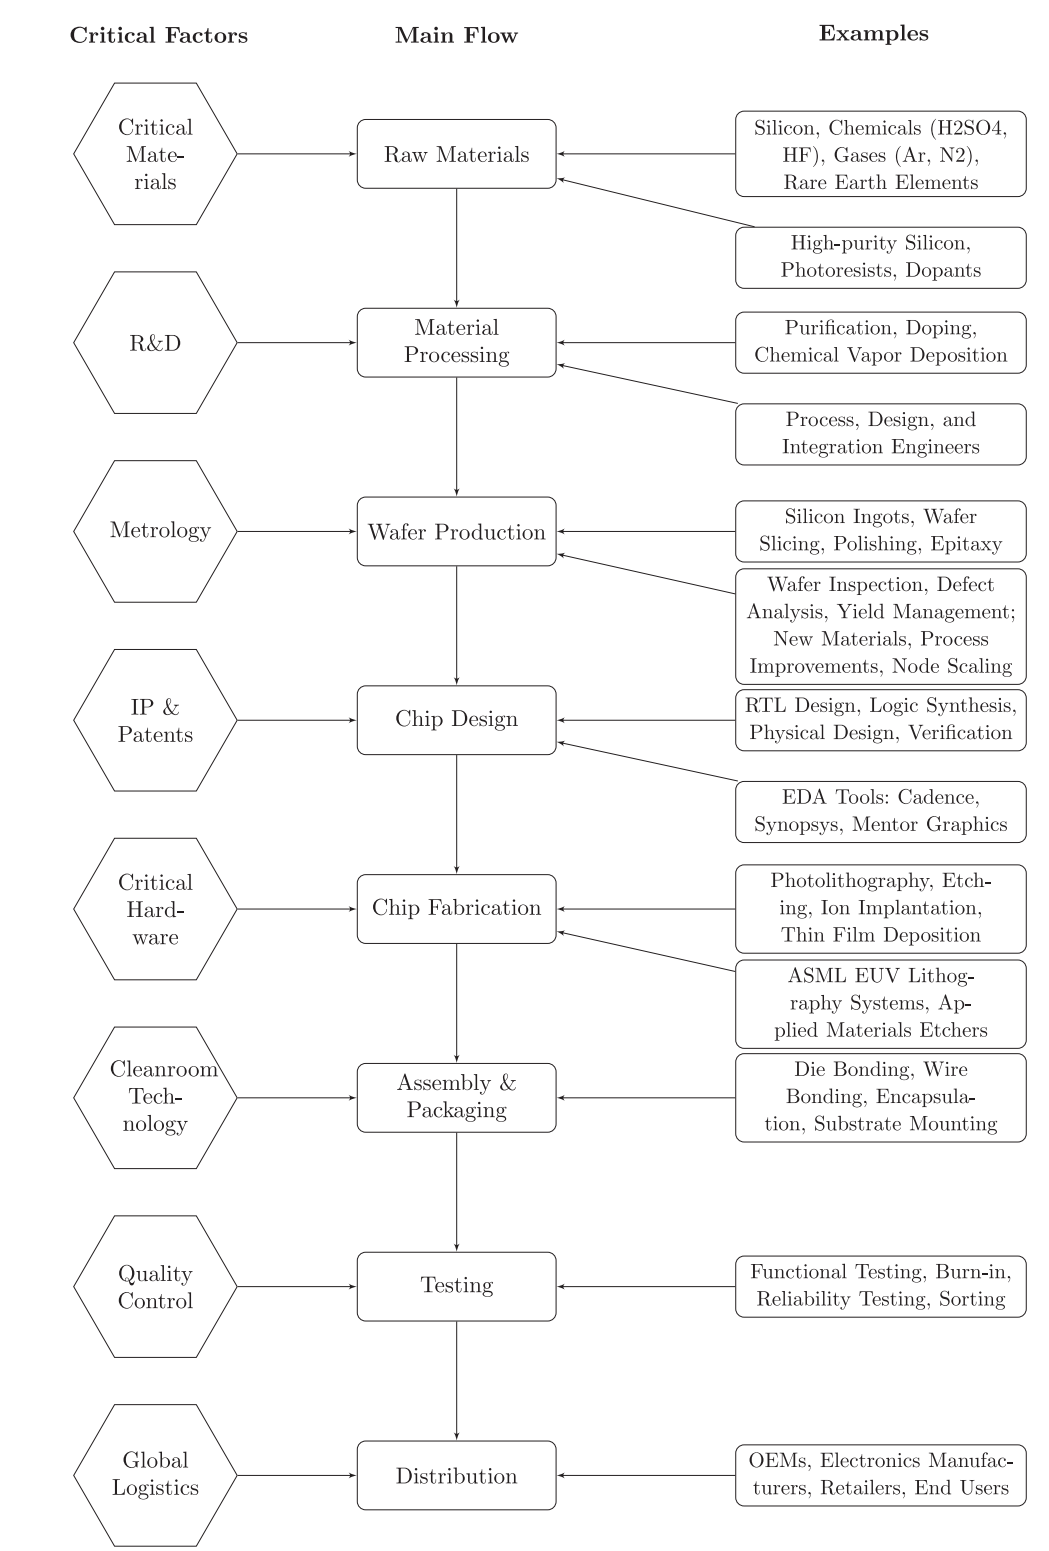 Critical Factors
Main Flow
Examples
Critical
Mate-
rials
Raw Materials
Silicon, Chemicals (H2SO4,
HF), Gases (Ar, N2),
Rare Earth Elements
High-purity Silicon,
Photoresists, Dopants
R&D
Material
Processing
Purification, Doping,
Chemical Vapor Deposition
Process, Design, and
Integration Engineers
Metrology
Wafer Production
Silicon Ingots, Wafer
Slicing, Polishing, Epitaxy
Wafer Inspection, Defect
Analysis, Yield Management;
New Materials, Process
Improvements, Node Scaling
IP &
Patents
Chip Design
RTL Design, Logic Synthesis,
Physical Design, Verification
EDA Tools: Cadence,
Synopsys, Mentor Graphics
Critical
Hard-
ware
Chip Fabrication
Photolithography, Etch-
ing, Ion Implantation,
Thin Film Deposition
ASML EUV Lithog-
raphy Systems, Ap-
plied Materials Etchers
Cleanroom
Tech-
nology
Assembly &
Packaging
Die Bonding, Wire
Bonding, Encapsula-
tion, Substrate Mounting
Quality
Control
Testing
Functional Testing, Burn-in,
Reliability Testing, Sorting
Global
Logistics
Distribution
OEMs, Electronics Manufac-
turers, Retailers, End Users